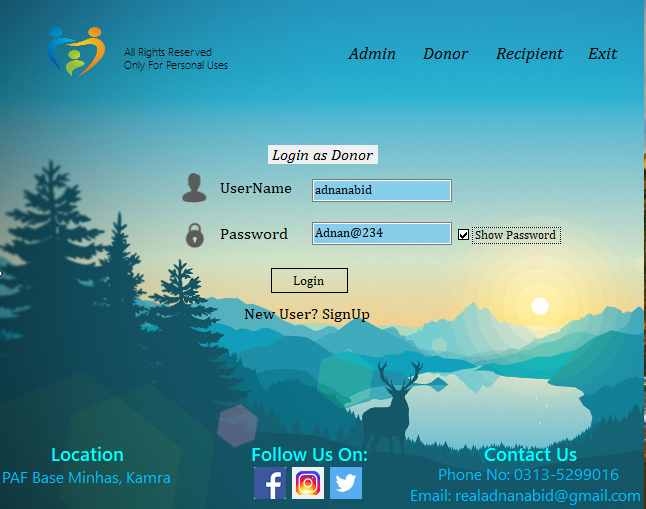 All Rights Reserved
Only For Personal Uses
Admin Donor Recipient Exit
Login as Donor
UserName adnanabid
Password Adnan@234 Show Password
Login
New User? SignUp
Location
PAF Base Minhas, Kamra
Follow Us On:
Contact Us
Phone No: 0313-5299016
Email: realadnanabid@gmail.com